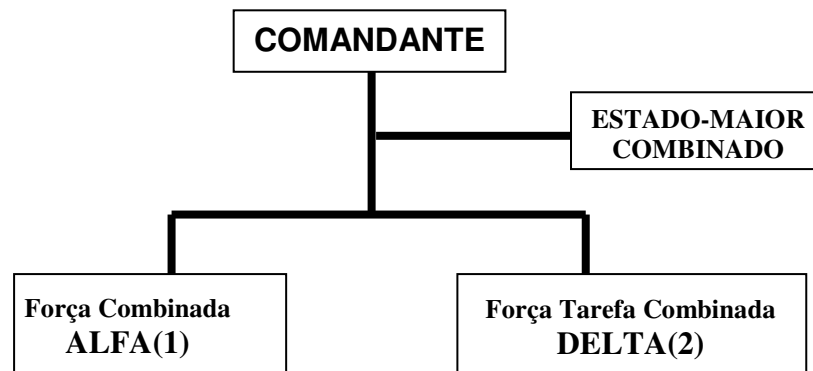 COMANDANTE
ESTADO-MAIOR
COMBINADO
Força Combinada
ALFA(1)
Força Tarefa Combinada
DELTA(2)